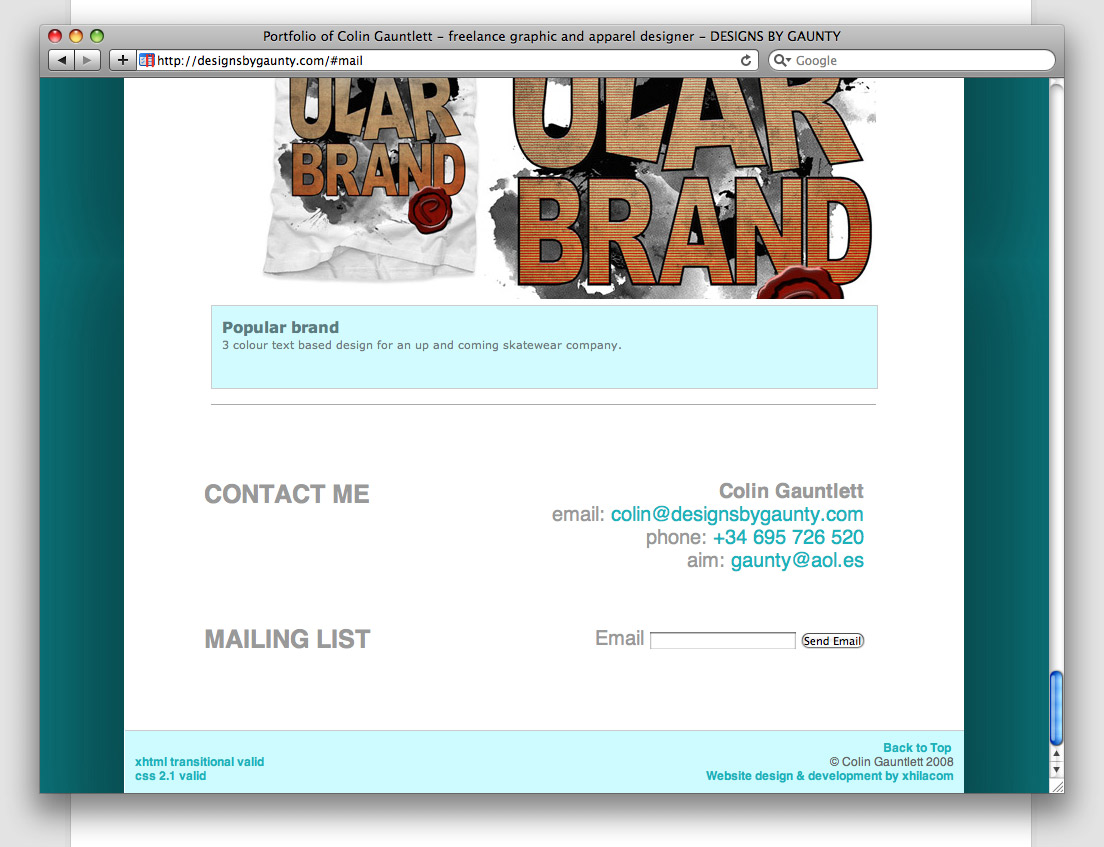 Portfolio of Colin Gauntlett – freelance graphic and apparel designer – DESIGNS BY GAUNTY
http://designsbygaunty.com/#mail
Google
ULAR
BRAND
P
ULAR
BRAND
Popular brand
3 colour text based design for an up and coming skatewear company.
CONTACT ME
Colin Gauntlett
email: colin@designsbygaunty.com
phone: +34 695 726 520
aim: gaunty@aol.es
MAILING LIST
Email
Send Email
Back to Top
xhtml transitional valid
© Colin Gauntlett 2008
css 2.1 valid
Website design & development by xhilacom